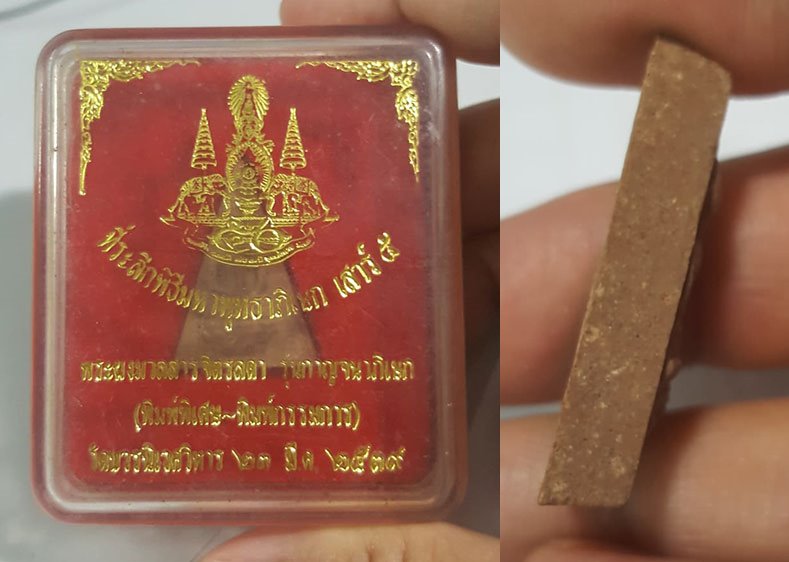 ที่ระลึกพิธีมหาพุทธาภิเษก เสาร์ ๕
พระผงมวลสารจิตรลดา รุ่นกาญจนาภิเษก
(พิมพ์พิเศษ~พิมพ์กรรมการ)
วัดบวรนิเวศวิหาร ๒๓ มี.ค. ๒๕๓๙